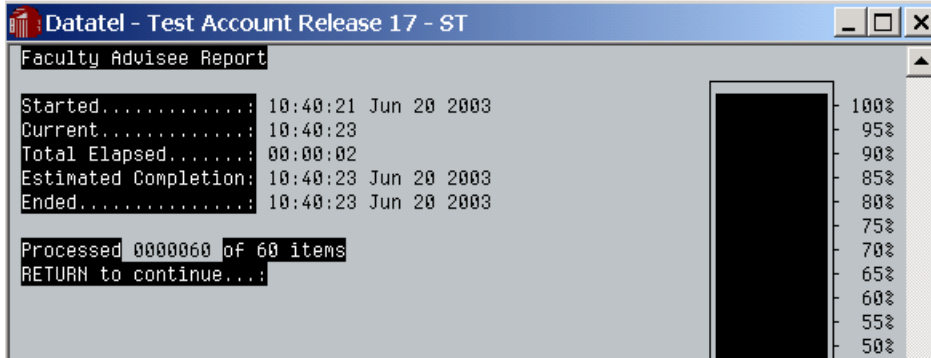 Datatel - Test Account Release 17 - ST
Faculty Advisee Report
Started.............: 10:40:21 Jun 20 2003
Current.............: 10:40:23
Total Elapsed.......: 00:00:02
Estimated Completion: 10:40:23 Jun 20 2003
Ended...............: 10:40:23 Jun 20 2003
Processed 0000060 of 60 items
RETURN to continue...:
100%
95%
90%
85%
80%
75%
70%
65%
60%
55%
50%